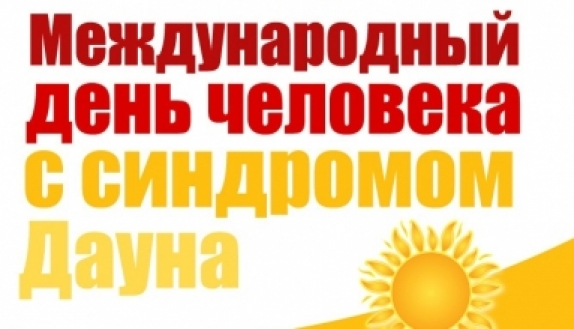 Международный
день человека
с синдромом
Дауна